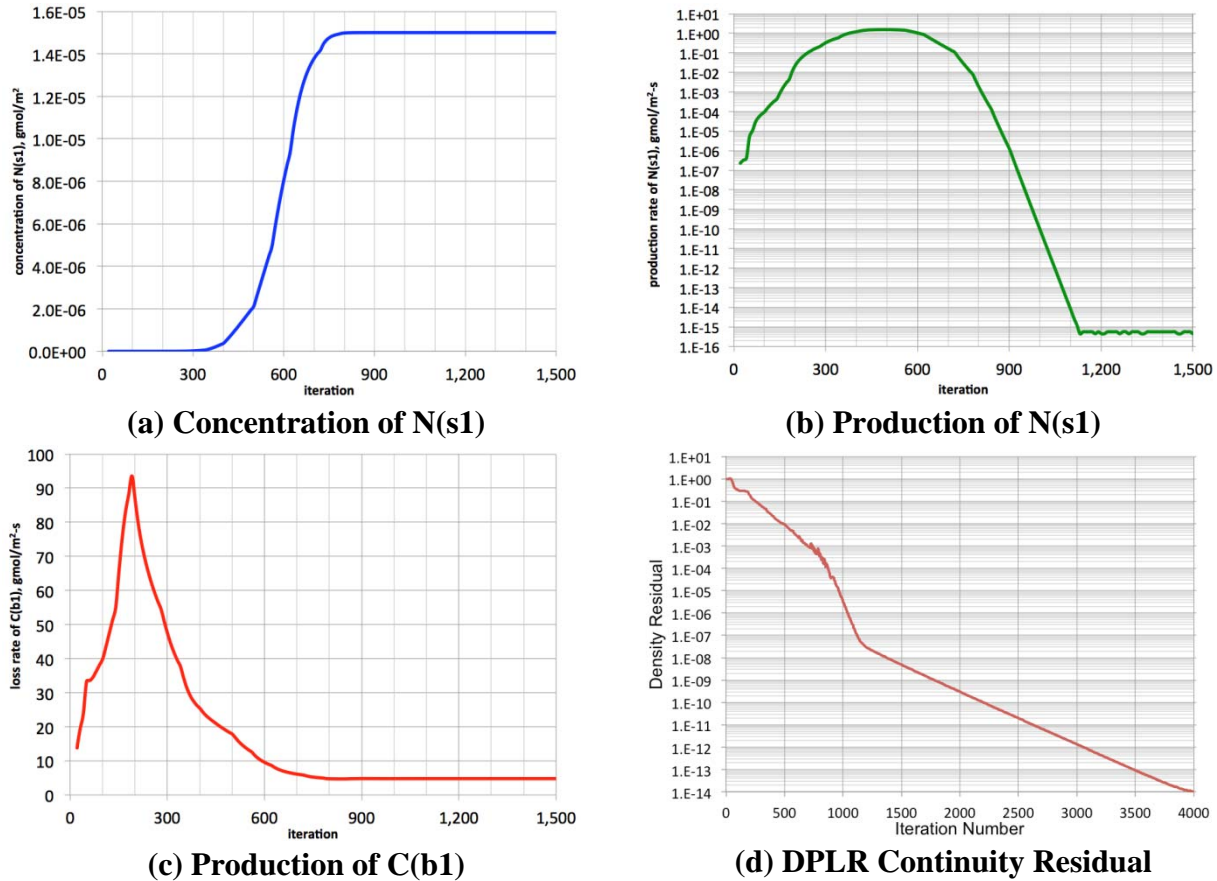 concentration of N(s1), gmol/m²
1.6E-05
1.4E-05
1.2E-05
1.0E-05
8.0E-06
6.0E-06
4.0E-06
2.0E-06
0.0E+00
0 300 600 900 1,200 1,500
iteration
(a) Concentration of N(s1)
production rate of N(s1), gmol/m²-s
1.E+01
1.E+00
1.E-01
1.E-02
1.E-03
1.E-04
1.E-05
1.E-06
1.E-07
1.E-08
1.E-09
1.E-10
1.E-11
1.E-12
1.E-13
1.E-14
1.E-15
1.E-16
0 300 600 900 1,200 1,500
iteration
(b) Production of N(s1)
loss rate of C(b1), gmol/m²-s
100
90
80
70
60
50
40
30
20
10
0
0 300 600 900 1,200 1,500
iteration
(c) Production of C(b1)
Density Residual
1.E+01
1.E+00
1.E-01
1.E-02
1.E-03
1.E-04
1.E-05
1.E-06
1.E-07
1.E-08
1.E-09
1.E-10
1.E-11
1.E-12
1.E-13
1.E-14
0 500 1000 1500 2000 2500 3000 3500 4000
Iteration Number
(d) DPLR Continuity Residual